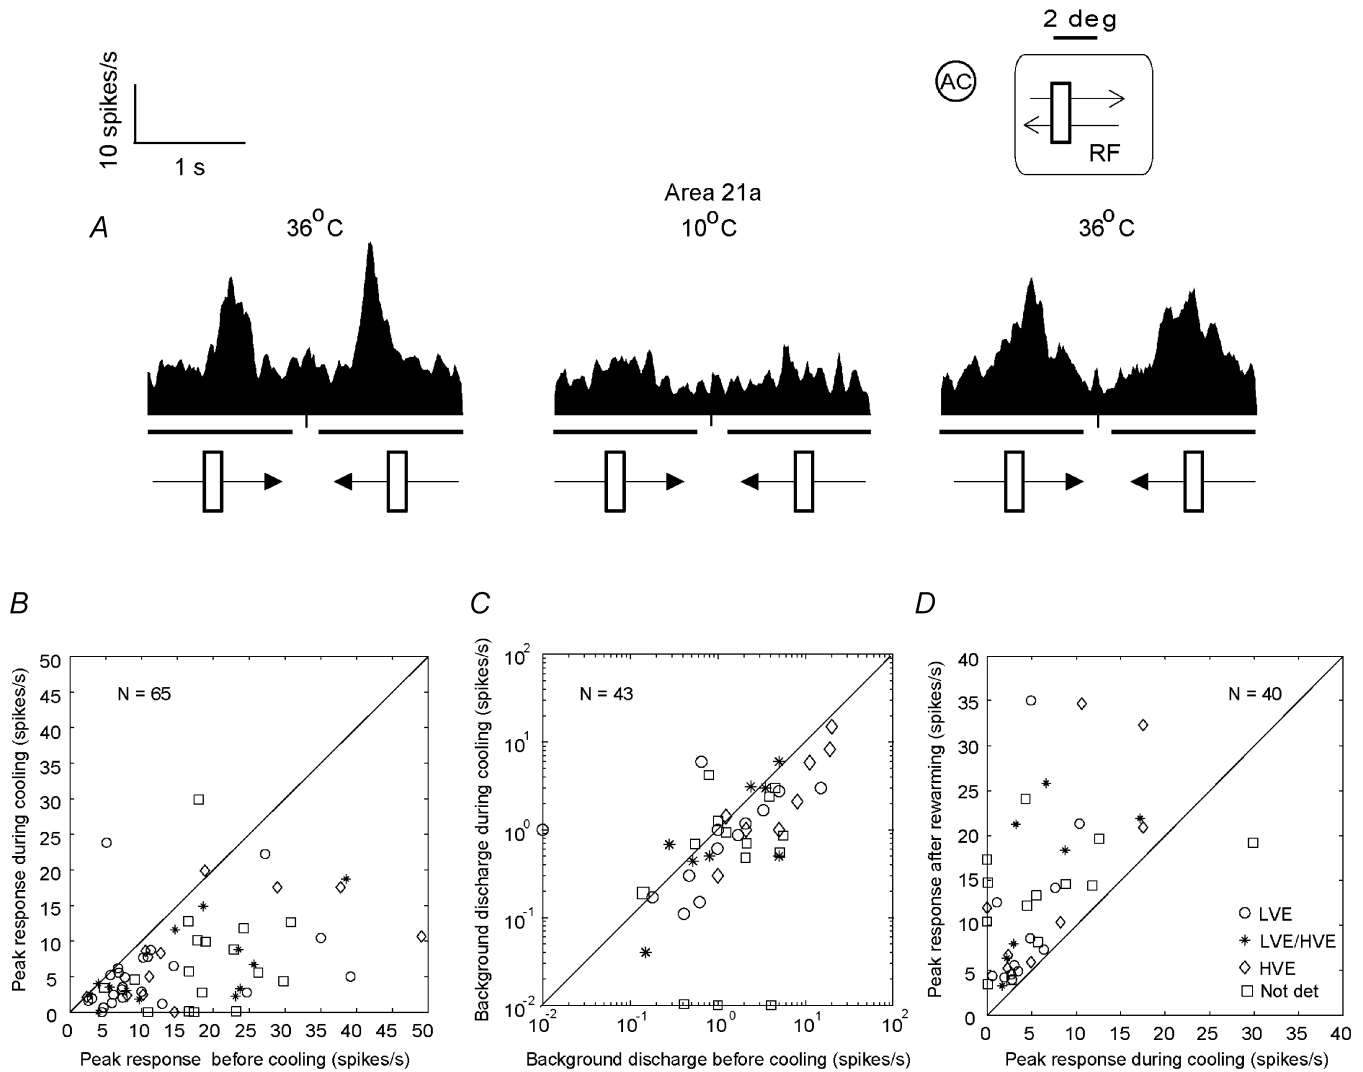 2 deg
AC
RF
10 spikes/s
1 s
Area 21a
A
36°C
10°C
36°C
B
Peak response during cooling (spikes/s)
50
45
40
35
30
25
20
15
10
5
0
N = 65
0
5
10
15
20
25
30
35
40
45
50
Peak response before cooling (spikes/s)
C
Background discharge during cooling (spikes/s)
10²
10¹
10⁰
10⁻¹
10⁻²
N = 43
10⁻²
10⁻¹
10⁰
10¹
10²
Background discharge before cooling (spikes/s)
D
Peak response after rewarming (spikes/s)
40
35
30
25
20
15
10
5
0
N = 40
LVE
LVE/HVE
HVE
Not det
0
5
10
15
20
25
30
35
40
Peak response during cooling (spikes/s)